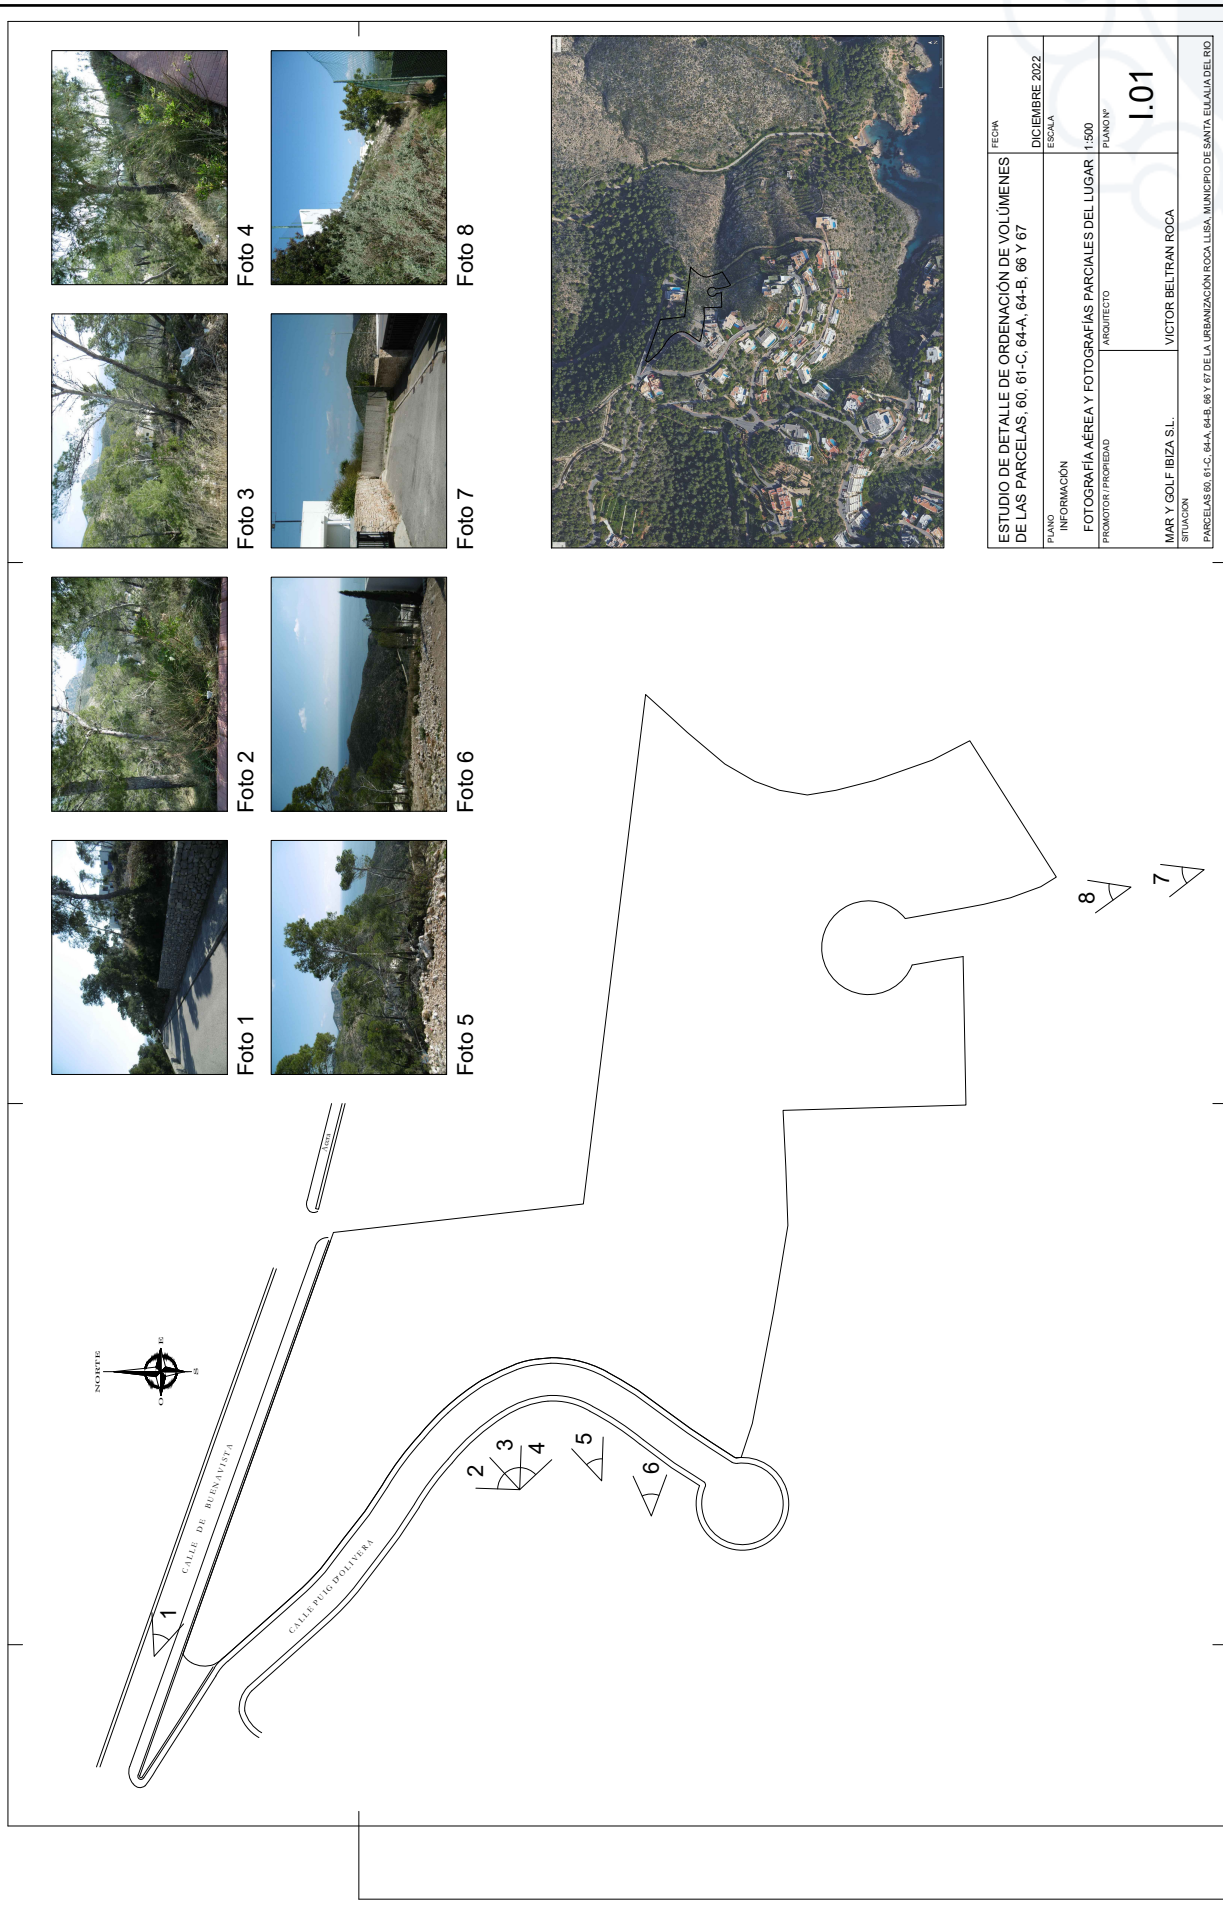 Foto 1
Foto 2
Foto 3
Foto 4
Foto 5
Foto 6
Foto 7
Foto 8
NORTE
O
E
S
CALLE DE BUENAVISTA
Acera
CALLE PUIG D'OLIVERA
1
2
3
4
5
6
7
8
ESTUDIO DE DETALLE DE ORDENACIÓN DE VOLÚMENES
DE LAS PARCELAS, 60, 61-C, 64-A, 64-B, 66 Y 67
FECHA
DICIEMBRE 2022
PLANO
INFORMACIÓN
FOTOGRAFÍA AÉREA Y FOTOGRAFÍAS PARCIALES DEL LUGAR
ESCALA
1:500
PROMOTOR / PROPIEDAD
MAR Y GOLF IBIZA S.L.
ARQUITECTO
VICTOR BELTRAN ROCA
PLANO Nº
I.01
SITUACION
PARCELAS 60, 61-C, 64-A, 64-B, 66 Y 67 DE LA URBANIZACIÓN ROCA LLISA, MUNICIPIO DE SANTA EULALIA DEL RIO